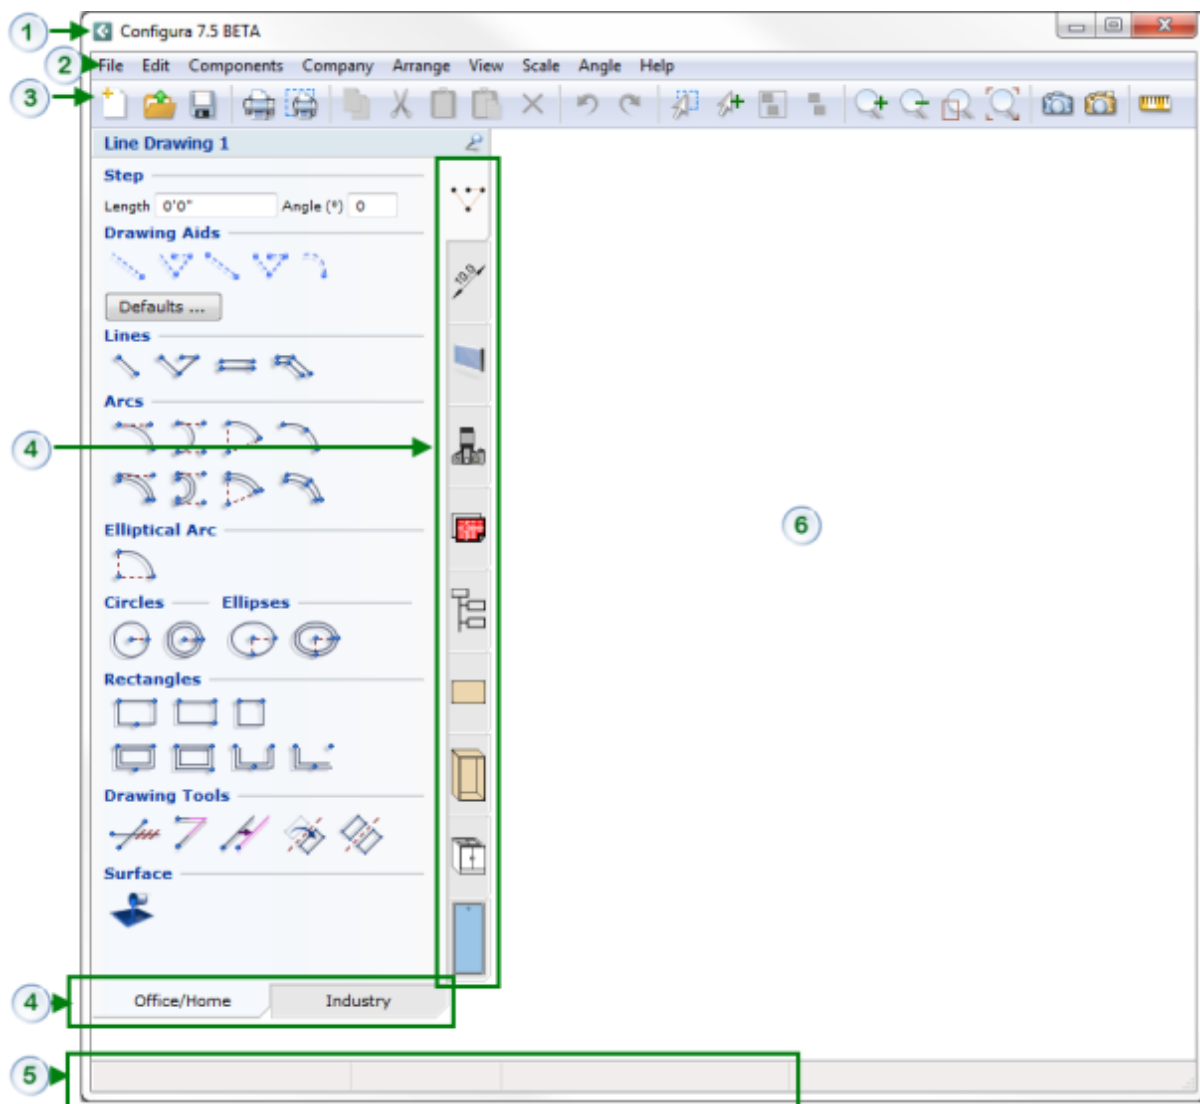 1
Configura 7.5 BETA
2
File Edit Components Company Arrange View Scale Angle Help
3
Line Drawing 1
Step
Length 0'0" Angle (°) 0
Drawing Aids
10.0
Defaults ...
Lines
Arcs
4
6
Elliptical Arc
Circles Ellipses
Rectangles
Drawing Tools
Surface
4
Office/Home Industry
5